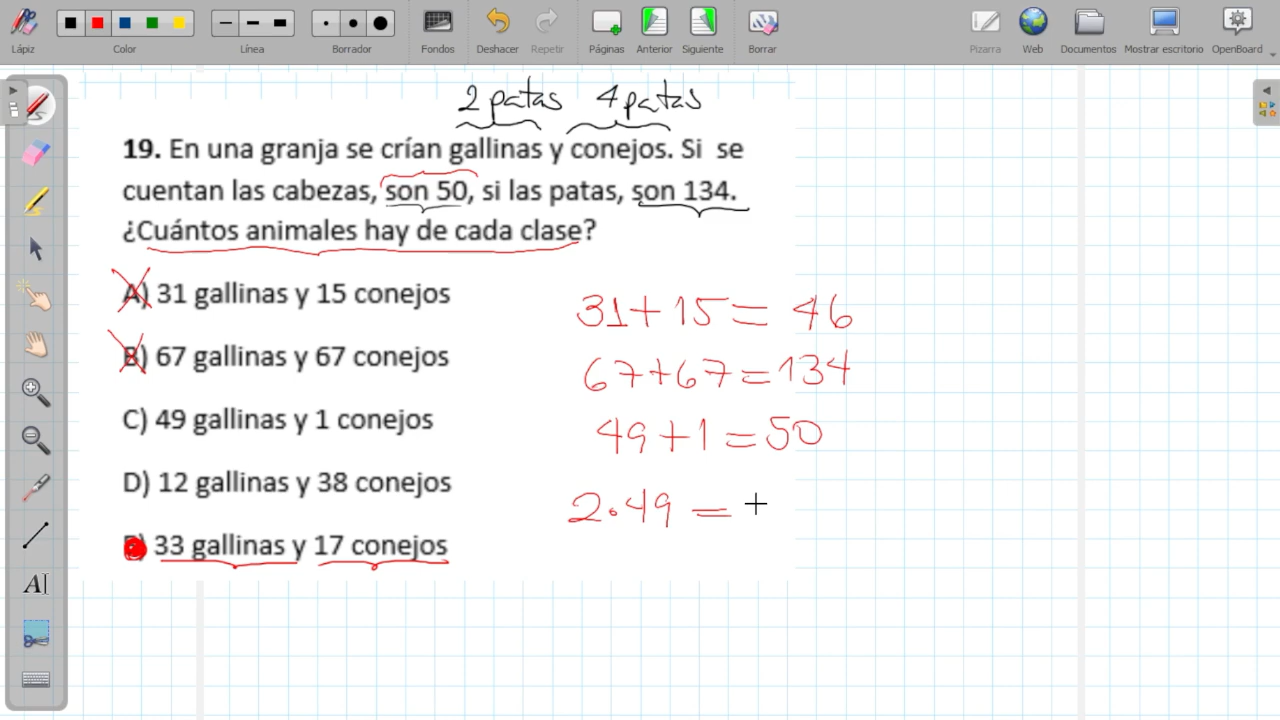 Lápiz Color Línea Borrador Fondos Deshacer Repetir Páginas Anterior Siguiente Borrar Pizarra Web Documentos Mostrar escritorio OpenBoard
2 patas 4 patas
19. En una granja se crían gallinas y conejos. Si se
cuentan las cabezas, son 50, si las patas, son 134.
¿Cuántos animales hay de cada clase?
A) 31 gallinas y 15 conejos
31 + 15 = 46
B) 67 gallinas y 67 conejos
67 + 67 = 134
C) 49 gallinas y 1 conejos
49 + 1 = 50
D) 12 gallinas y 38 conejos
2 · 49 =
33 gallinas y 17 conejos